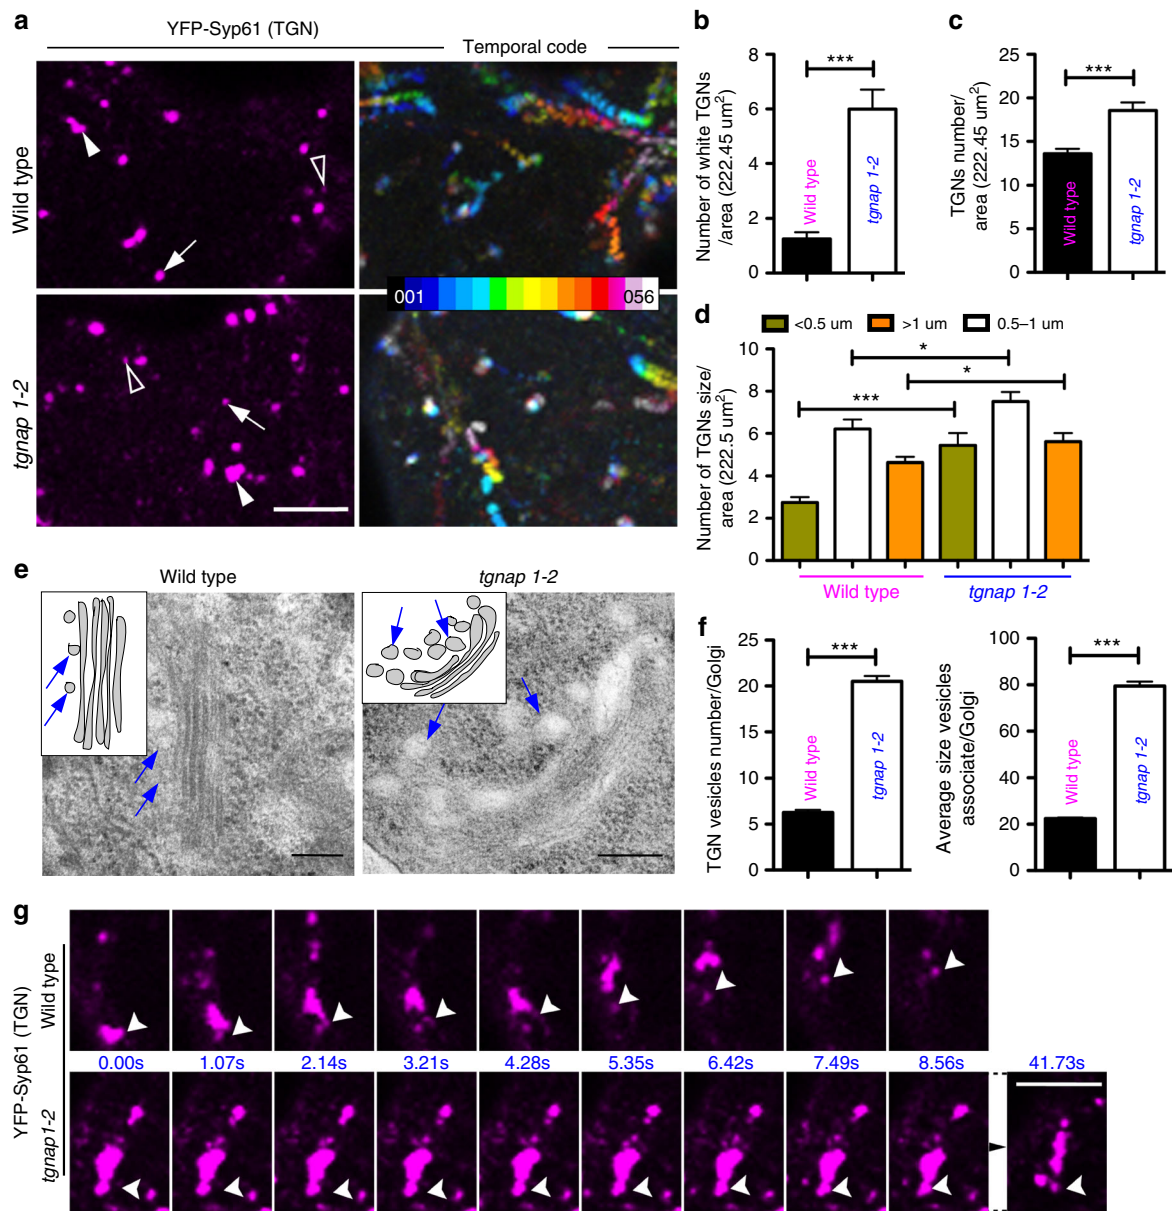 a
YFP-Syp61 (TGN)
Temporal code
Wild type
tgnap 1-2
001
056
b
Number of white TGNs
/area (222.45 um²)
8
6
4
2
0
***
Wild type
tgnap 1-2
c
TGNs number/
area (222.45 um²)
25
20
15
10
5
0
***
Wild type
tgnap 1-2
d
<0.5 um
>1 um
0.5–1 um
Number of TGNs size/
area (222.5 um²)
10
8
6
4
2
0
*
*
***
Wild type
tgnap 1-2
e
Wild type
tgnap 1-2
f
TGN vesicles number/Golgi
25
20
15
10
5
0
***
Wild type
tgnap 1-2
Average size vesicles
associate/Golgi
100
80
60
40
20
0
***
Wild type
tgnap 1-2
g
YFP-Syp61 (TGN)
Wild type
0.00s 1.07s 2.14s 3.21s 4.28s 5.35s 6.42s 7.49s 8.56s 41.73s
tgnap1-2